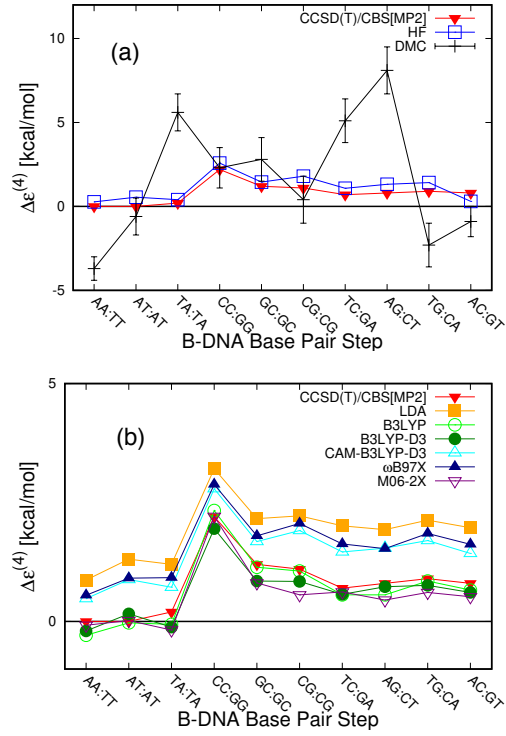 CCSD(T)/CBS[MP2]
HF
DMC
(a)
10
5
0
-5
Δε(4) [kcal/mol]
AA:TT
AT:AT
TA:TA
CC:GG
GC:GC
CG:CG
TC:GA
AG:CT
TG:CA
AC:GT
B-DNA Base Pair Step
CCSD(T)/CBS[MP2]
LDA
B3LYP
B3LYP-D3
CAM-B3LYP-D3
ωB97X
M06-2X
(b)
5
0
Δε(4) [kcal/mol]
AA:TT
AT:AT
TA:TA
CC:GG
GC:GC
CG:CG
TC:GA
AG:CT
TG:CA
AC:GT
B-DNA Base Pair Step